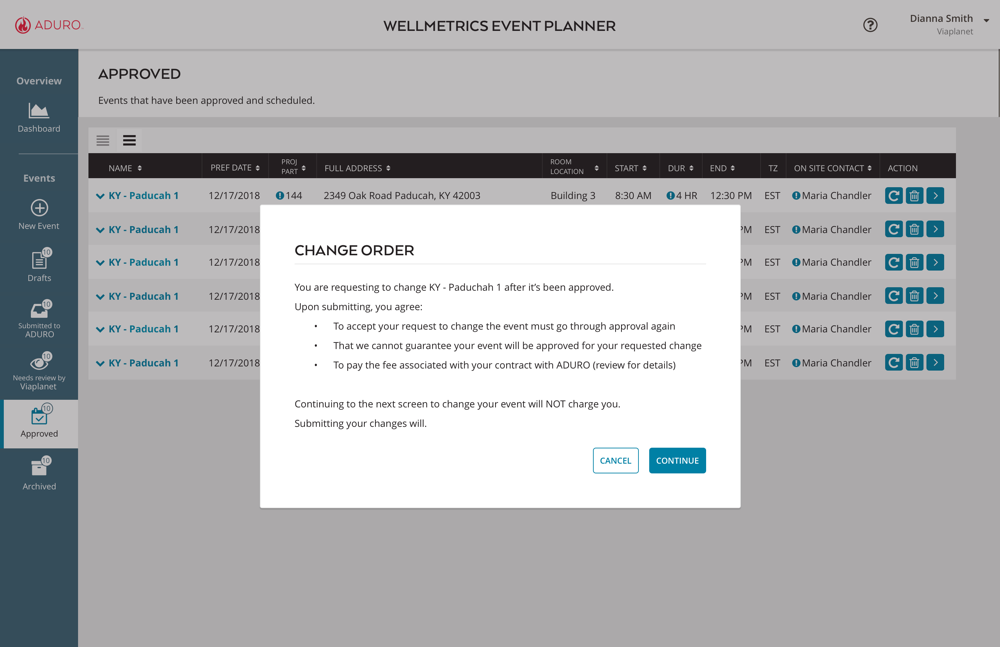 ADURO.
WELLMETRICS EVENT PLANNER
?
Dianna Smith
Viaplanet
Overview
Dashboard
Events
New Event
10
Drafts
10
Submitted to
ADURO
10
Needs review by
Viaplanet
10
Approved
10
Archived
APPROVED
Events that have been approved and scheduled.
NAME PREF DATE PROJ PART FULL ADDRESS ROOM LOCATION START DUR END TZ ON SITE CONTACT ACTION
KY - Paducah 1 12/17/2018 144 2349 Oak Road Paducah, KY 42003 Building 3 8:30 AM 4 HR 12:30 PM EST Maria Chandler
KY - Paducah 1 12/17/2018 PM EST Maria Chandler
KY - Paducah 1 12/17/2018 PM EST Maria Chandler
KY - Paducah 1 12/17/2018 PM EST Maria Chandler
KY - Paducah 1 12/17/2018 PM EST Maria Chandler
KY - Paducah 1 12/17/2018 PM EST Maria Chandler
CHANGE ORDER
You are requesting to change KY - Paduchah 1 after it's been approved.
Upon submitting, you agree:
• To accept your request to change the event must go through approval again
• That we cannot guarantee your event will be approved for your requested change
• To pay the fee associated with your contract with ADURO (review for details)
Continuing to the next screen to change your event will NOT charge you.
Submitting your changes will.
CANCEL CONTINUE